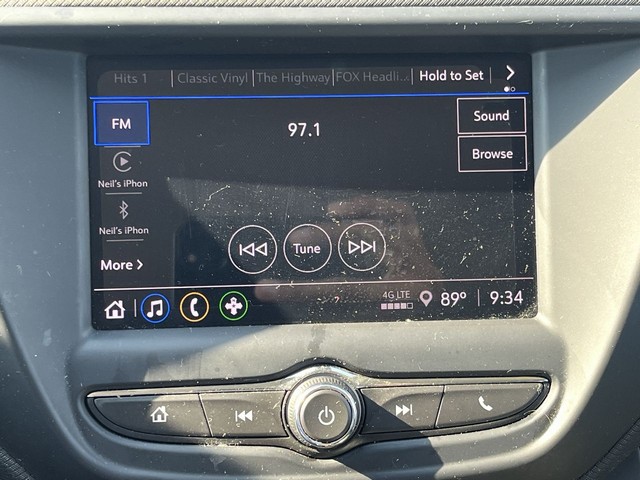 Hits 1 Classic Vinyl The Highway FOX Headli... Hold to Set
FM
97.1
Sound
Neil's iPhon
Browse
Neil's iPhon
More
Tune
4G LTE
89° 9:34